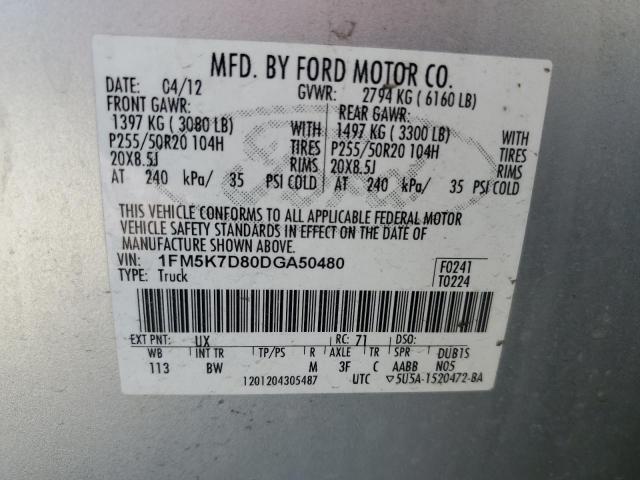 MFD. BY FORD MOTOR CO.
DATE: 04/12 GVWR: 2794 KG ( 6160 LB)
FRONT GAWR: REAR GAWR:
1397 KG ( 3080 LB) WITH 1497 KG ( 3300 LB) WITH
P255/50R20 104H TIRES P255/50R20 104H TIRES
20X8.5J RIMS 20X8.5J RIMS
AT 240 kPa/ 35 PSI COLD AT 240 kPa/ 35 PSI COLD
THIS VEHICLE CONFORMS TO ALL APPLICABLE FEDERAL MOTOR
VEHICLE SAFETY STANDARDS IN EFFECT ON THE DATE OF
MANUFACTURE SHOWN ABOVE.
VIN: 1FM5K7D80DGA50480 F0241
TYPE: Truck T0224
EXT PNT: UX RC: 71 DSO:
WB INT TR TP/PS R AXLE TR SPR DUB1S
113 BW M 3F C AABB N05
1201204305487 UTC ▽5U5A-1520472-BA